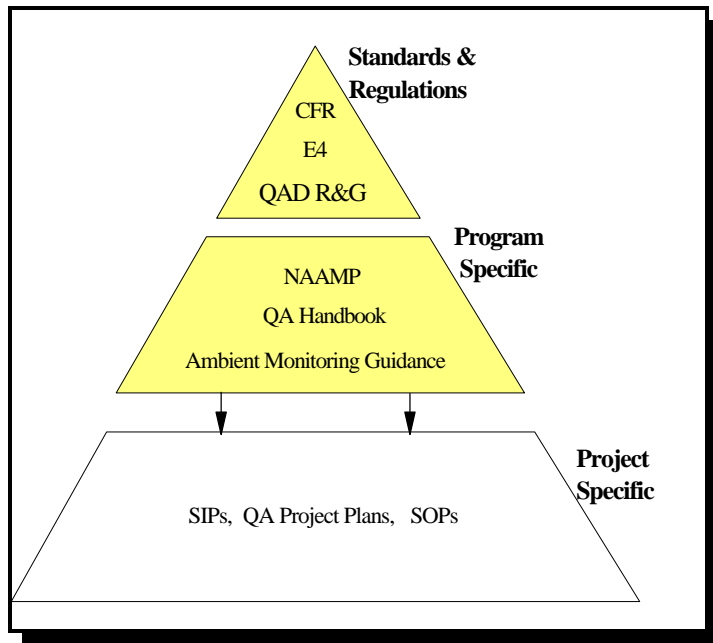 Standards &
Regulations
CFR
E4
QAD R&G
Program
Specific
NAAMP
QA Handbook
Ambient Monitoring Guidance
Project
Specific
SIPs, QA Project Plans, SOPs